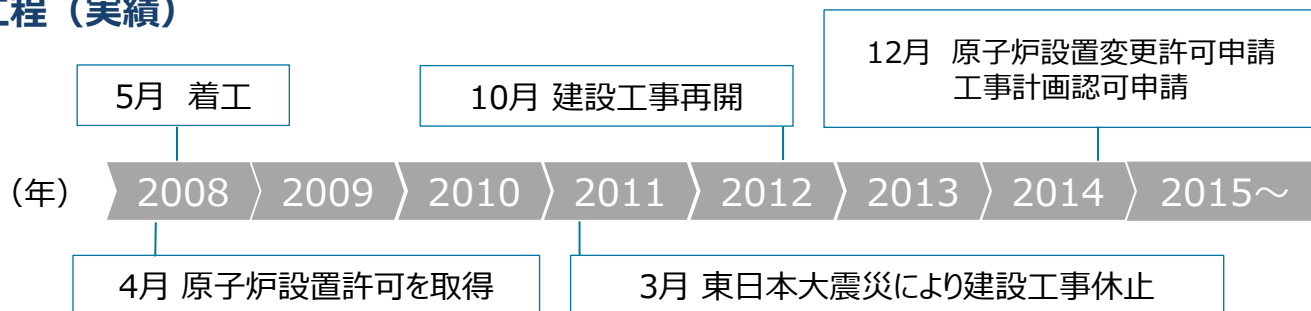 工程（実績）
5月 着工
10月 建設工事再開
12月 原子炉設置変更許可申請
工事計画認可申請
（年） 2008 2009 2010 2011 2012 2013 2014 2015～
4月 原子炉設置許可を取得
3月 東日本大震災により建設工事休止